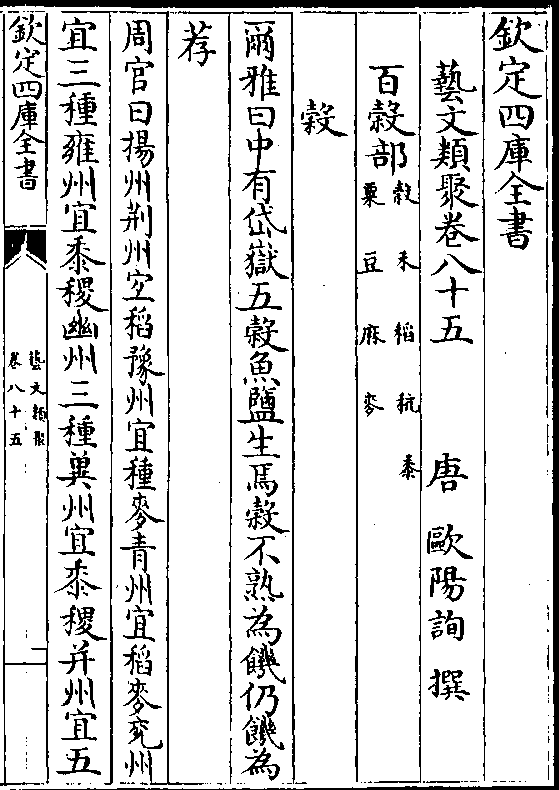 欽定四庫全書
藝文類聚卷八十五　　唐　歐陽詢　撰
百穀部穀　禾　稻　秔　黍
粟　豆　麻　麥
穀
爾雅曰中有岱嶽五穀魚鹽生焉穀不熟為饑仍饑為
荐
周官曰揚州荆州宐稻豫州宜種麥青州宜稻麥兖州
宜三種雍州宜黍稷幽州三種冀州宜黍稷并州宜五
欽定四庫全書
藝文類聚
卷八十五
一